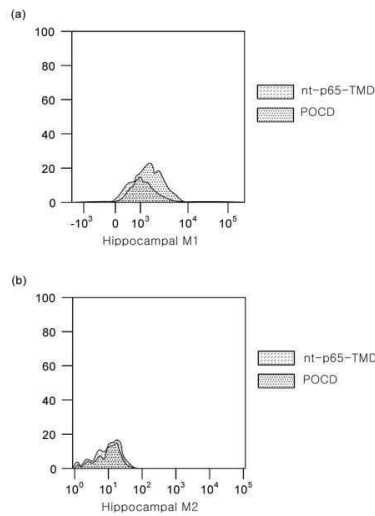 (a)
100
80
60
40
20
0
-10³ 0 10³ 10⁴ 10⁵
Hippocampal M1
nt-p65-TMD
POCD
(b)
100
80
60
40
20
0
10⁰ 10¹ 10² 10³ 10⁴ 10⁵
Hippocampal M2
nt-p65-TMD
POCD